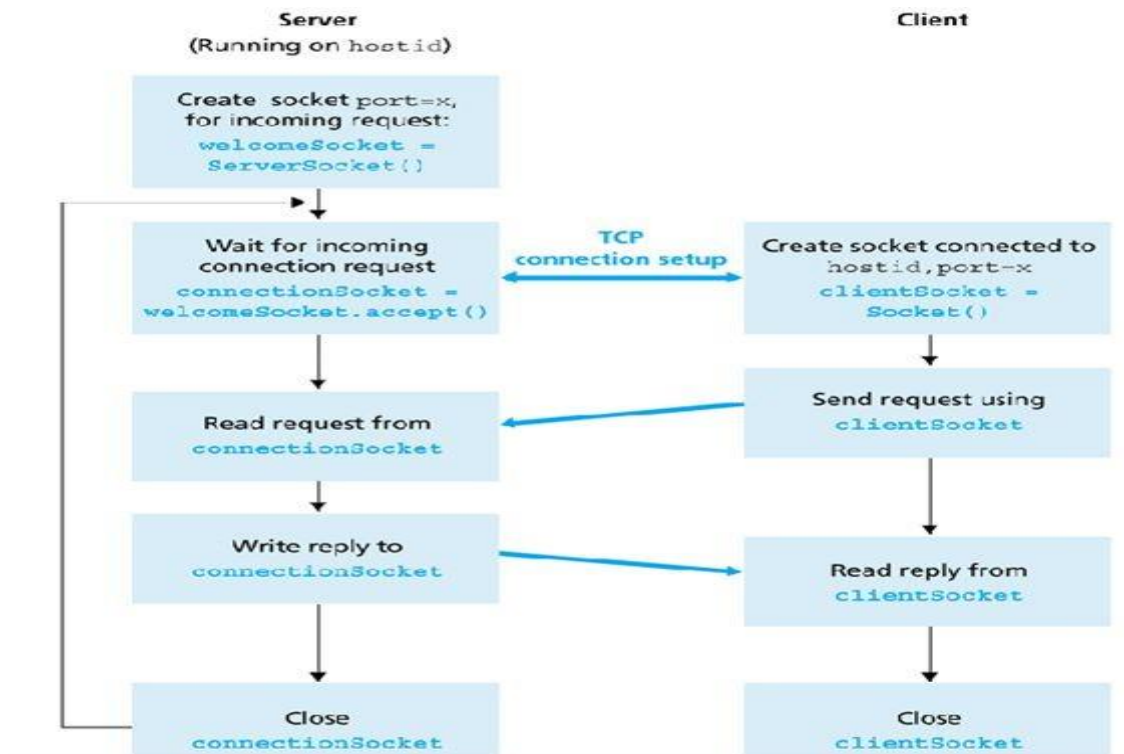 Server
(Running on hostid)
Client
Create socket port=x,
for incoming request:
welcomeSocket =
ServerSocket()
Wait for incoming
connection request
connectionSocket =
welcomeSocket.accept()
TCP
connection setup
Create socket connected to
hostid,port=x
clientSocket =
Socket()
Read request from
connectionSocket
Send request using
clientSocket
Write reply to
connectionSocket
Read reply from
clientSocket
Close
connectionSocket
Close
clientSocket